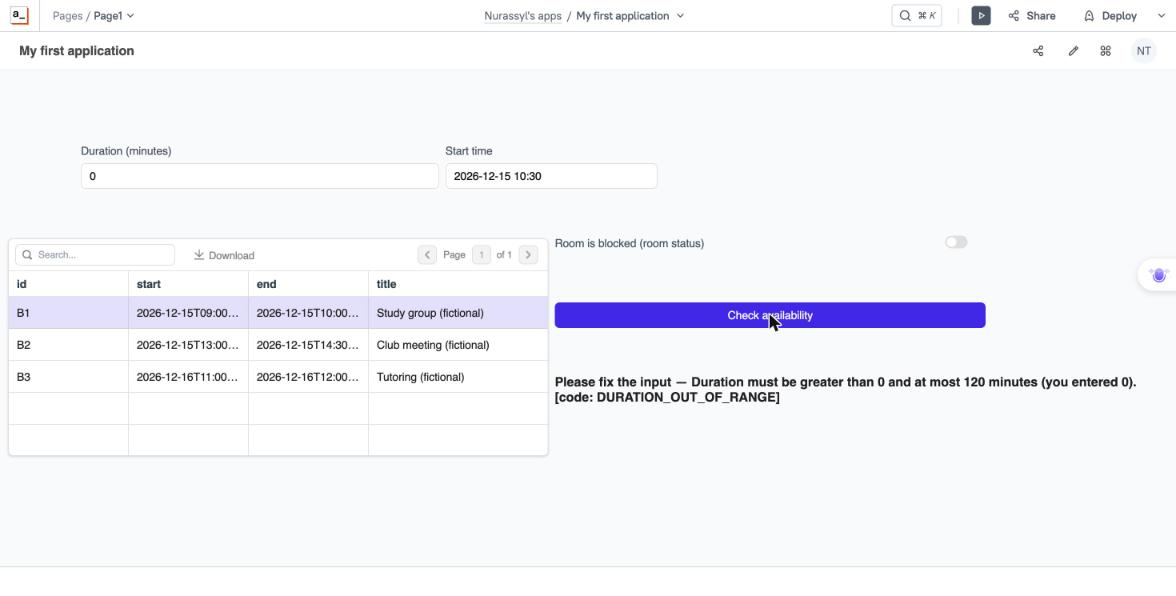 a_ Pages / Page1 Nurassyl's apps / My first application ⌘ K Share Deploy
My first application NT
Duration (minutes) Start time
0 2026-12-15 10:30
Search... Download Page 1 of 1
Room is blocked (room status)
id start end title
B1 2026-12-15T09:00... 2026-12-15T10:00... Study group (fictional)
Check availability
B2 2026-12-15T13:00... 2026-12-15T14:30... Club meeting (fictional)
B3 2026-12-16T11:00... 2026-12-16T12:00... Tutoring (fictional)
Please fix the input — Duration must be greater than 0 and at most 120 minutes (you entered 0).
[code: DURATION_OUT_OF_RANGE]